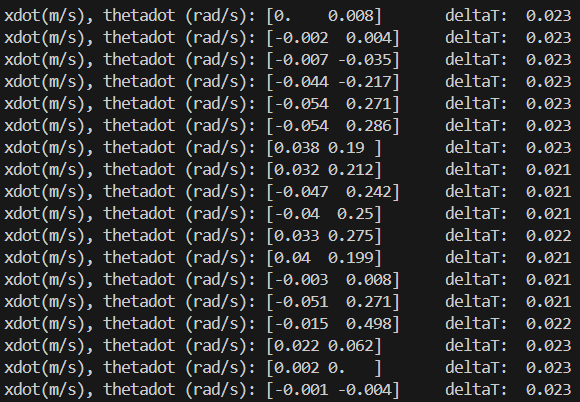 xdot(m/s), thetadot (rad/s): [0.    0.008]       deltaT:  0.023
xdot(m/s), thetadot (rad/s): [-0.002  0.004]     deltaT:  0.023
xdot(m/s), thetadot (rad/s): [-0.007 -0.035]     deltaT:  0.023
xdot(m/s), thetadot (rad/s): [-0.044 -0.217]     deltaT:  0.023
xdot(m/s), thetadot (rad/s): [-0.054  0.271]     deltaT:  0.023
xdot(m/s), thetadot (rad/s): [-0.054  0.286]     deltaT:  0.023
xdot(m/s), thetadot (rad/s): [0.038 0.19 ]       deltaT:  0.023
xdot(m/s), thetadot (rad/s): [0.032 0.212]       deltaT:  0.021
xdot(m/s), thetadot (rad/s): [-0.047  0.242]     deltaT:  0.021
xdot(m/s), thetadot (rad/s): [-0.04  0.25]       deltaT:  0.021
xdot(m/s), thetadot (rad/s): [0.033 0.275]       deltaT:  0.022
xdot(m/s), thetadot (rad/s): [0.04  0.199]       deltaT:  0.021
xdot(m/s), thetadot (rad/s): [-0.003  0.008]     deltaT:  0.021
xdot(m/s), thetadot (rad/s): [-0.051  0.271]     deltaT:  0.021
xdot(m/s), thetadot (rad/s): [-0.015  0.498]     deltaT:  0.022
xdot(m/s), thetadot (rad/s): [0.022 0.062]       deltaT:  0.023
xdot(m/s), thetadot (rad/s): [0.002 0.   ]       deltaT:  0.023
xdot(m/s), thetadot (rad/s): [-0.001 -0.004]     deltaT:  0.023